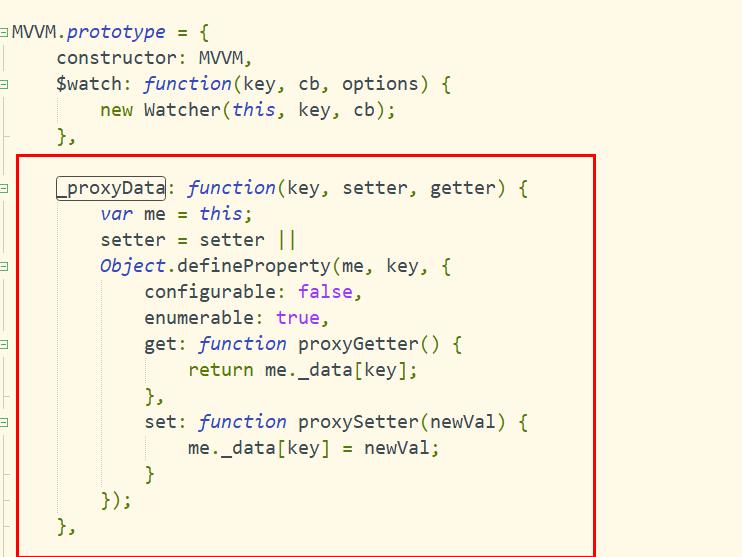 MVVM.prototype = {
    constructor: MVVM,
    $watch: function(key, cb, options) {
        new Watcher(this, key, cb);
    },
    _proxyData: function(key, setter, getter) {
        var me = this;
        setter = setter ||
        Object.defineProperty(me, key, {
            configurable: false,
            enumerable: true,
            get: function proxyGetter() {
                return me._data[key];
            },
            set: function proxySetter(newVal) {
                me._data[key] = newVal;
            }
        });
    },